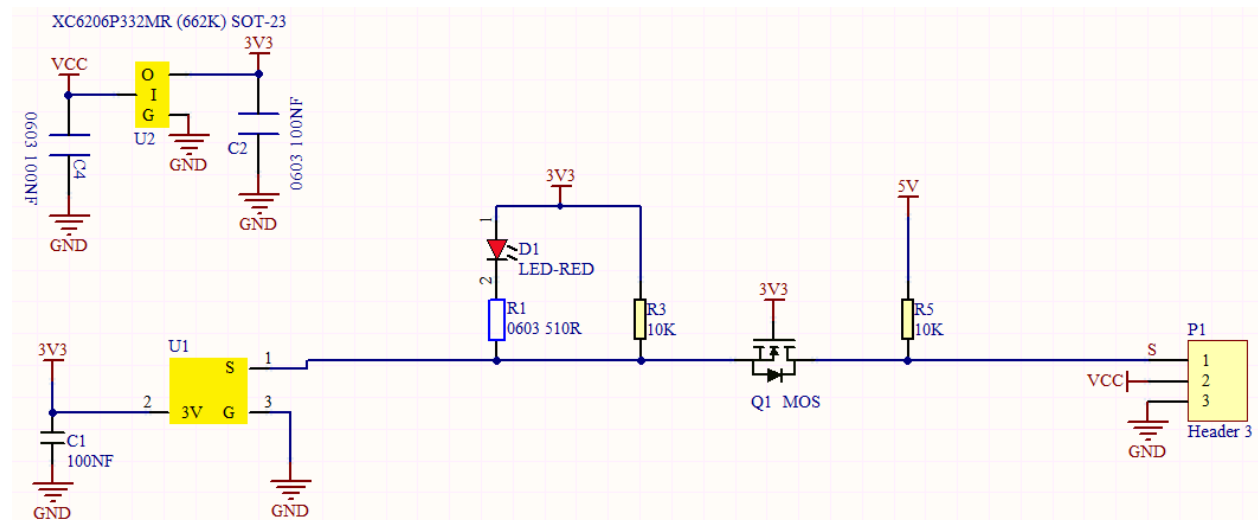 XC6206P332MR (662K) SOT-23
VCC
3V3
O
I
G
U2
GND
C4
0603 100NF
GND
C2
0603 100NF
GND
3V3
1
D1
LED-RED
2
R1
0603 510R
R3
10K
3V3
Q1 MOS
5V
R5
10K
3V3
U1
S
1
2
3V
G
3
C1
100NF
GND
GND
P1
S
1
VCC
2
3
Header 3
GND